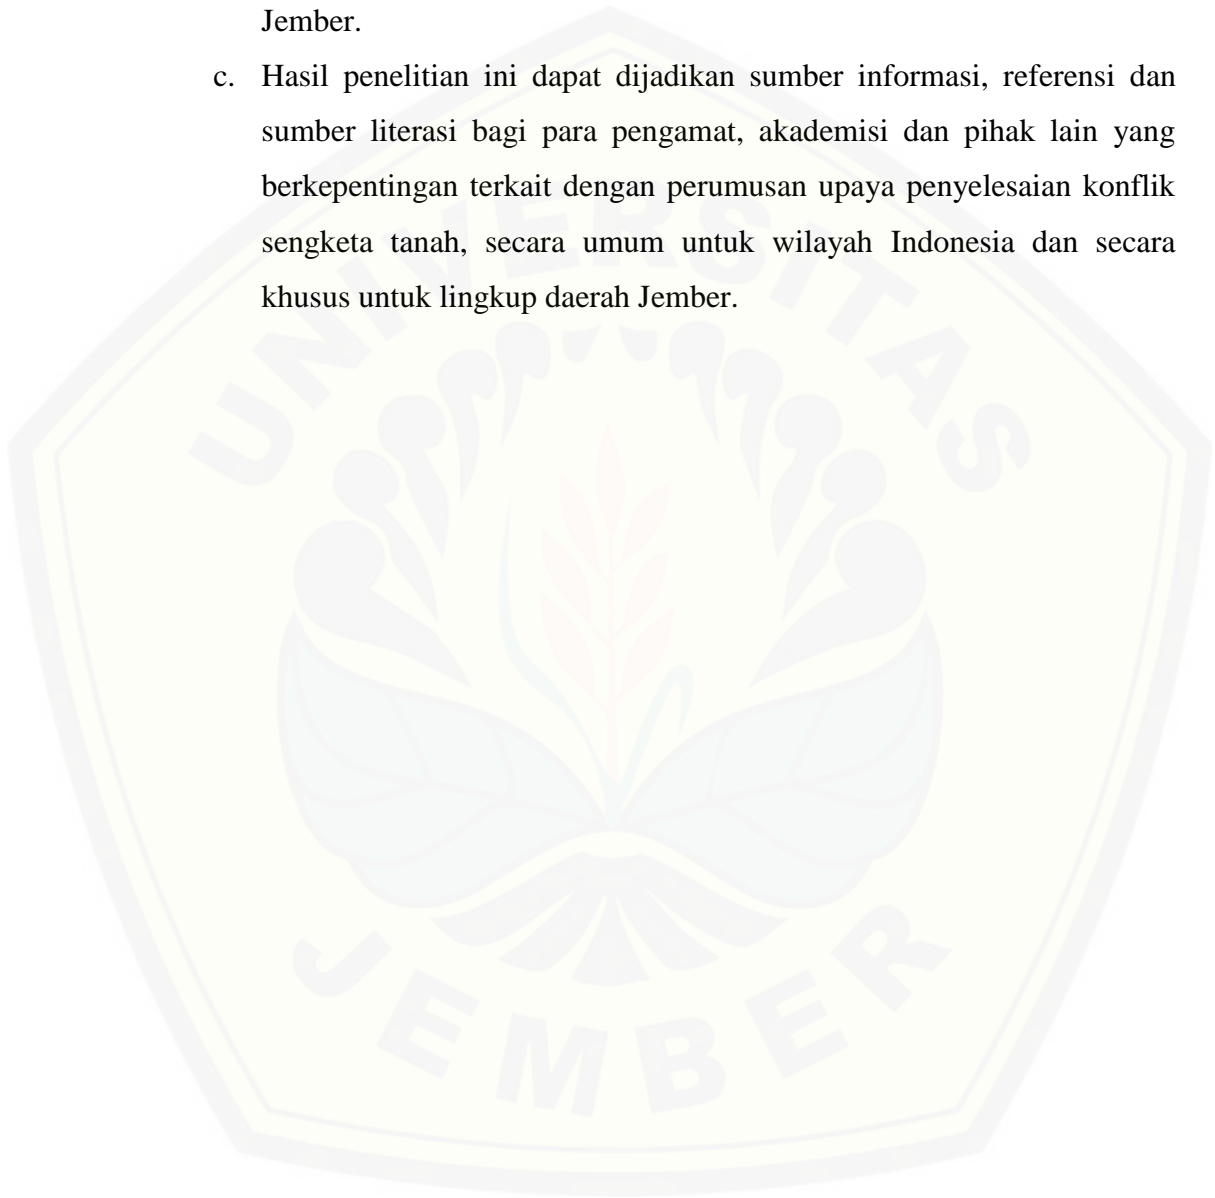 Jember.
c. Hasil penelitian ini dapat dijadikan sumber informasi, referensi dan
sumber literasi bagi para pengamat, akademisi dan pihak lain yang
berkepentingan terkait dengan perumusan upaya penyelesaian konflik
sengketa tanah, secara umum untuk wilayah Indonesia dan secara
khusus untuk lingkup daerah Jember.
UNIVERSITAS
JEMBER